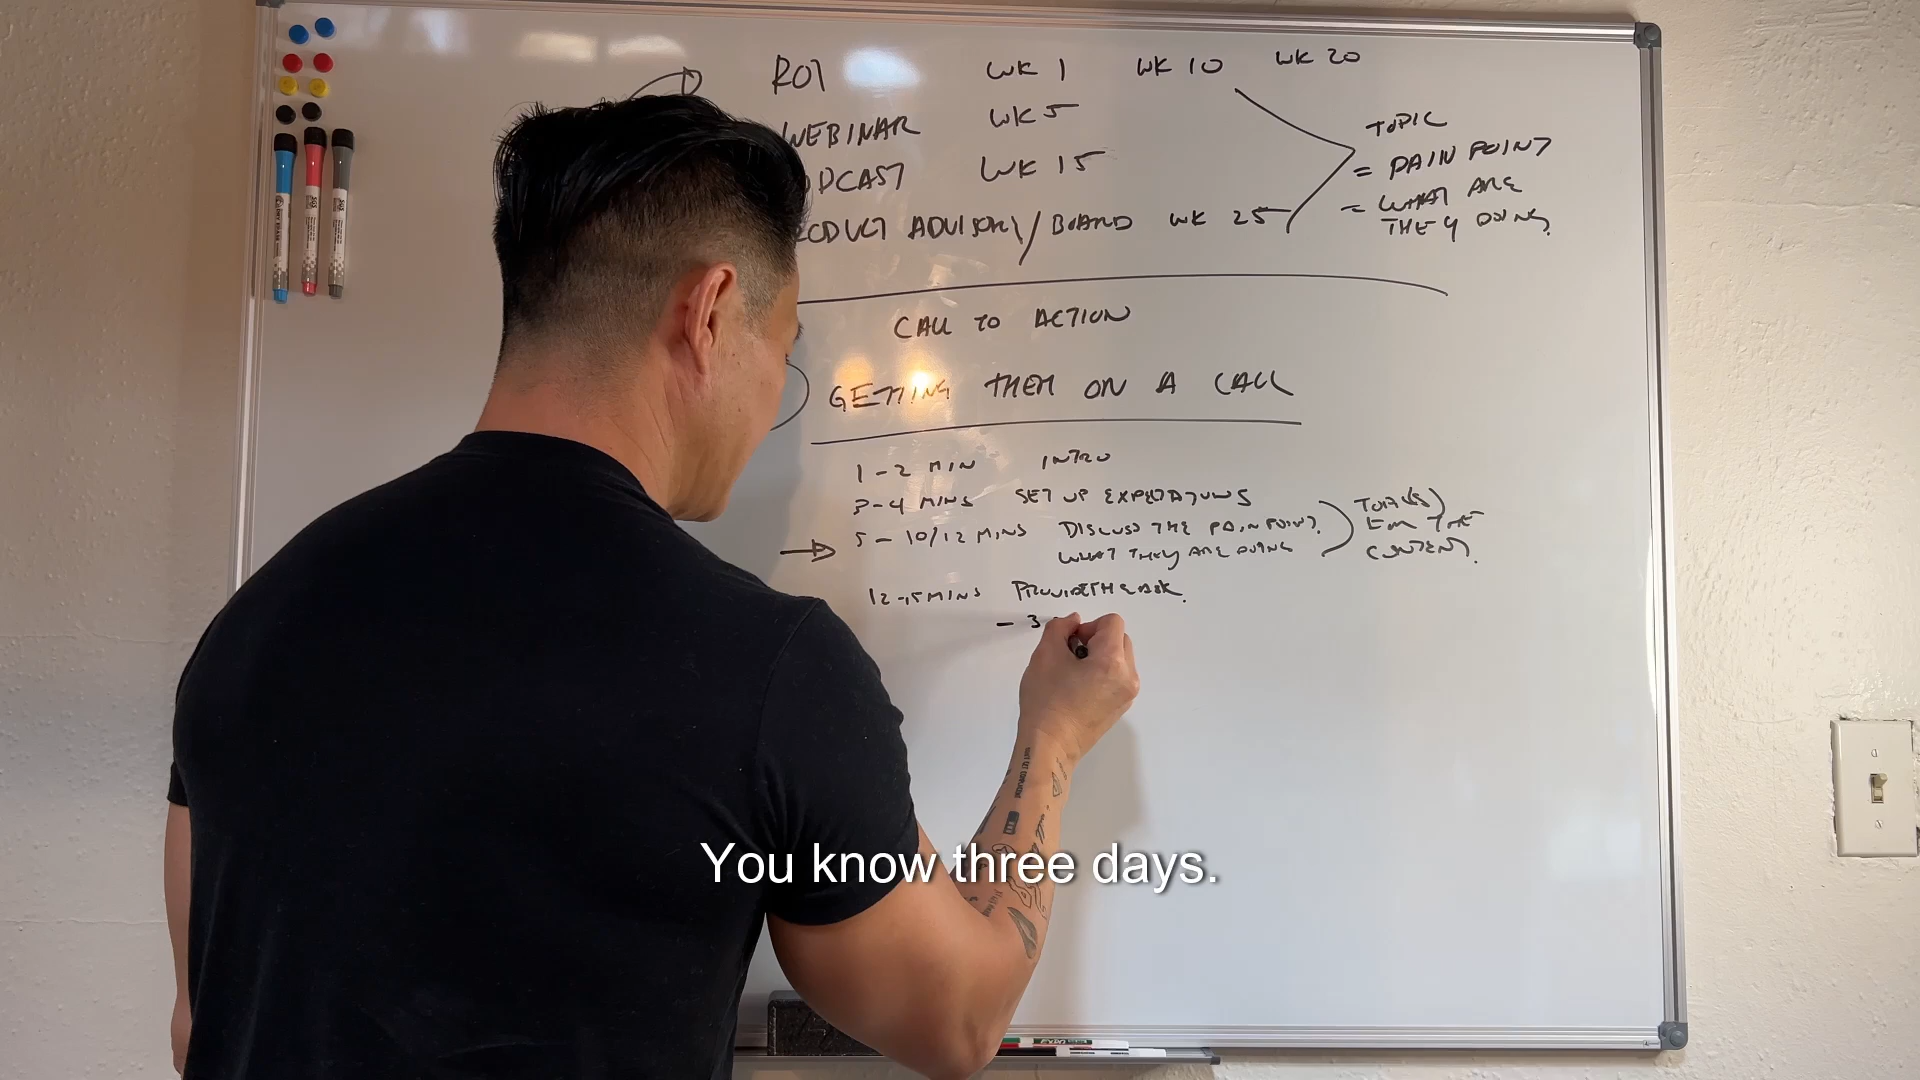 ROI WK 1 WK 10 WK 20
WEBINAR WK 5
ODCAST WK 15
RODUCT ADVISORY/BOARD WK 25
TOPIC
= PAIN POINT
= WHAT ARE
THEY DOING.
CALL TO ACTION
GETTING THEM ON A CALL
1-2 MIN INTRO
3-4 MINS SET UP EXPECTATIONS
5-10/12 MINS DISCUSS THE PAIN POINT.
WHAT THEY ARE DOING
TOPIC(S)
FOR THE
CONTENT.
12-15 MINS PROVIDE THE ASK.
- 3
You know three days.